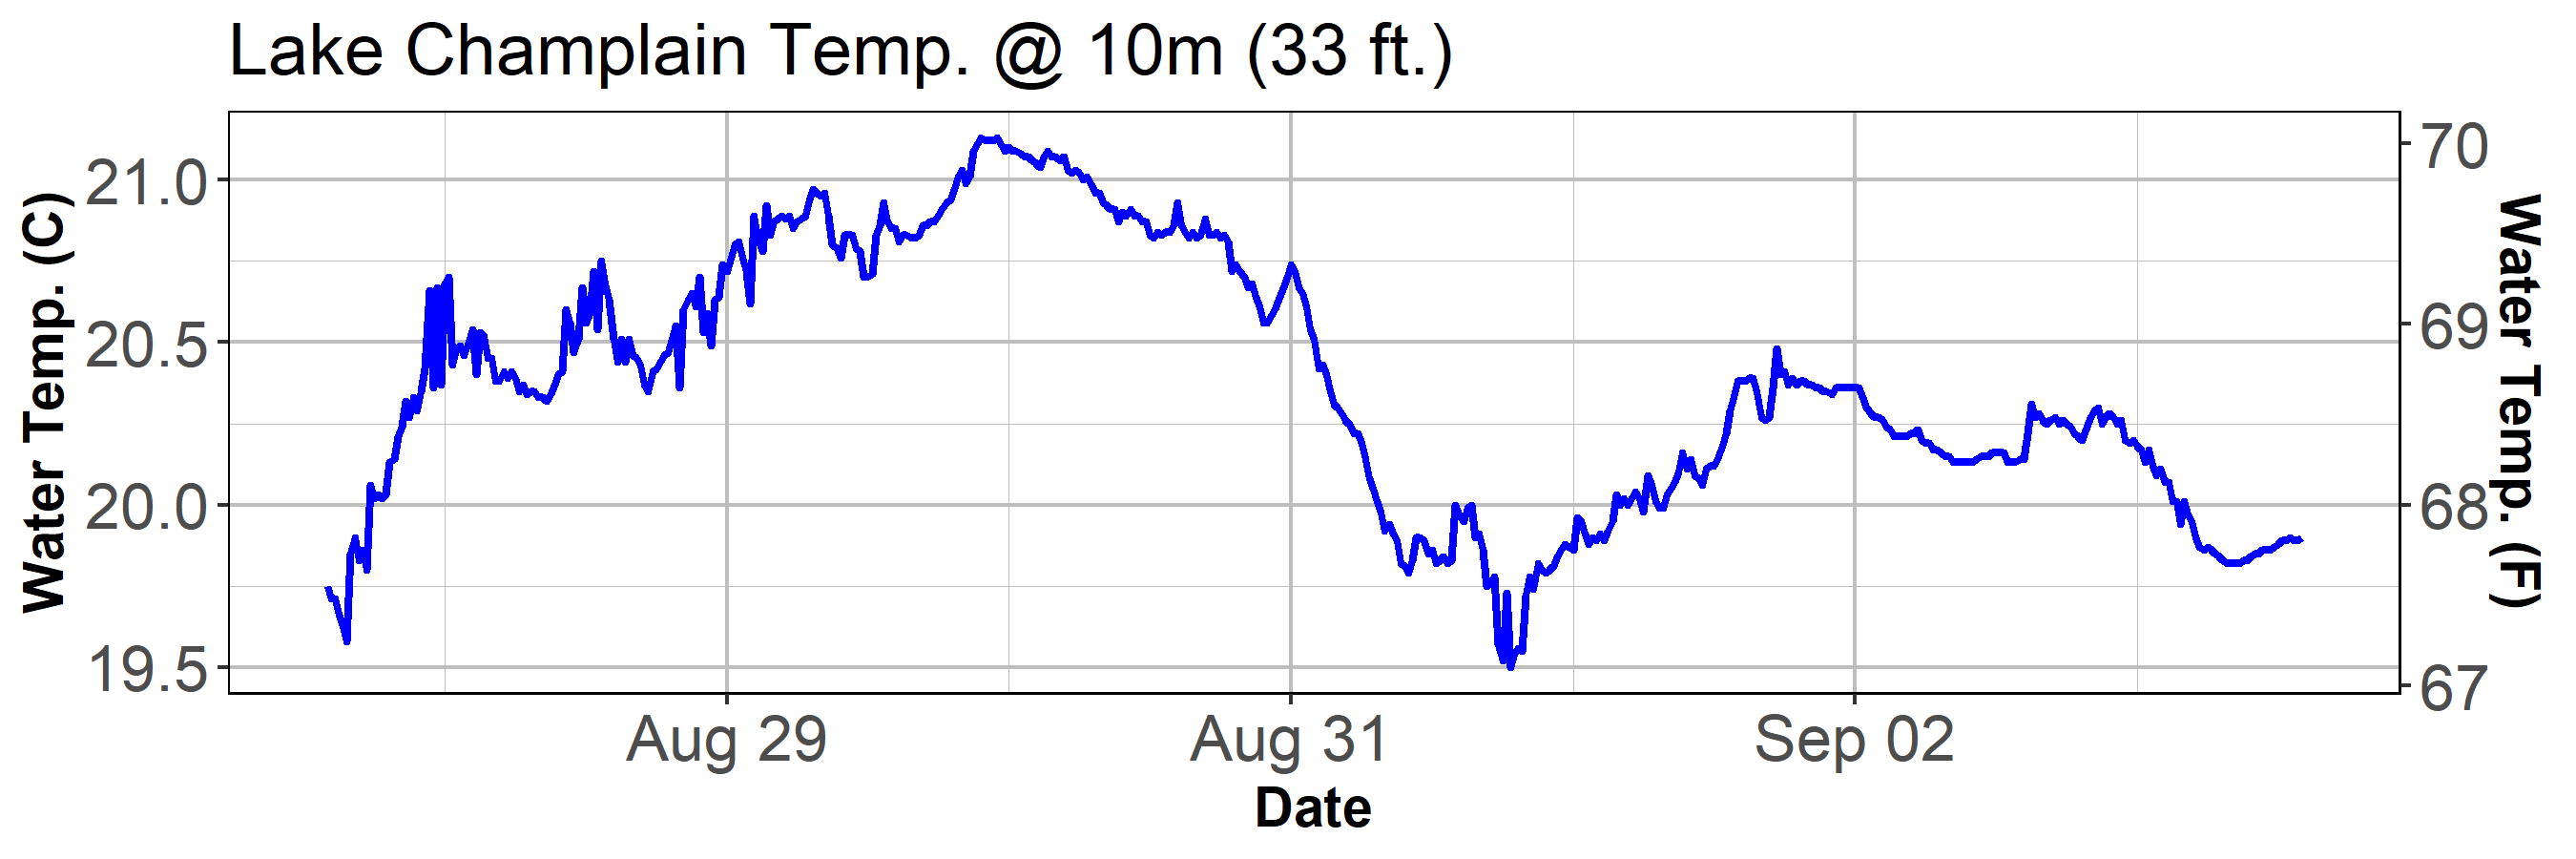 Lake Champlain Temp. @ 10m (33 ft.)
Water Temp. (C)
21.0
20.5
20.0
19.5
70
69
68
67
Water Temp. (F)
Aug 29
Aug 31
Sep 02
Date